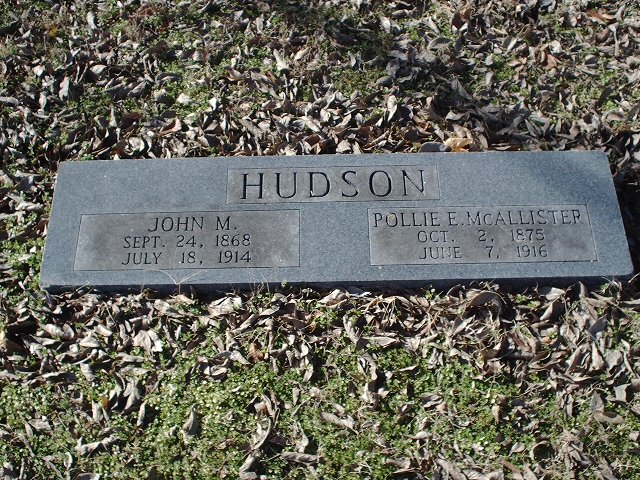 HUDSON
JOHN M.
SEPT. 24, 1868
JULY 18, 1914
POLLIE E. MCALLISTER
OCT. 2, 1875
JUNE 7, 1916